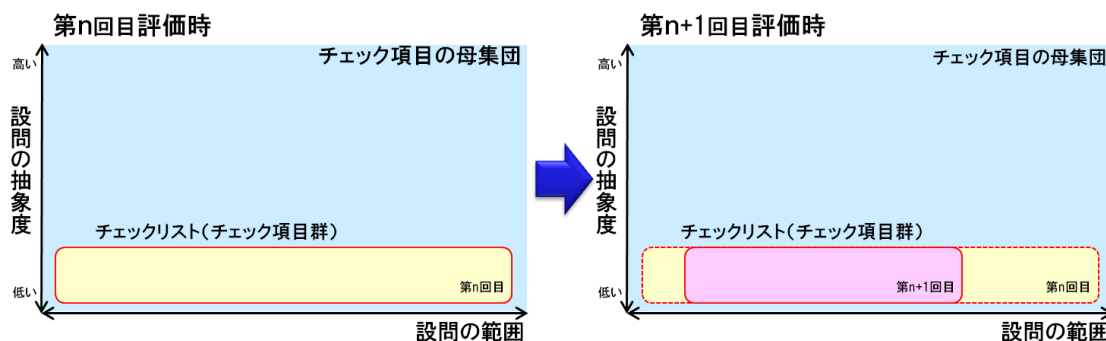 第n回目評価時
チェック項目の母集団
高い
設問の抽象度
チェックリスト（チェック項目群）
第n回目
低い
設問の範囲
第n+1回目評価時
チェック項目の母集団
高い
設問の抽象度
チェックリスト（チェック項目群）
第n+1回目
第n回目
低い
設問の範囲